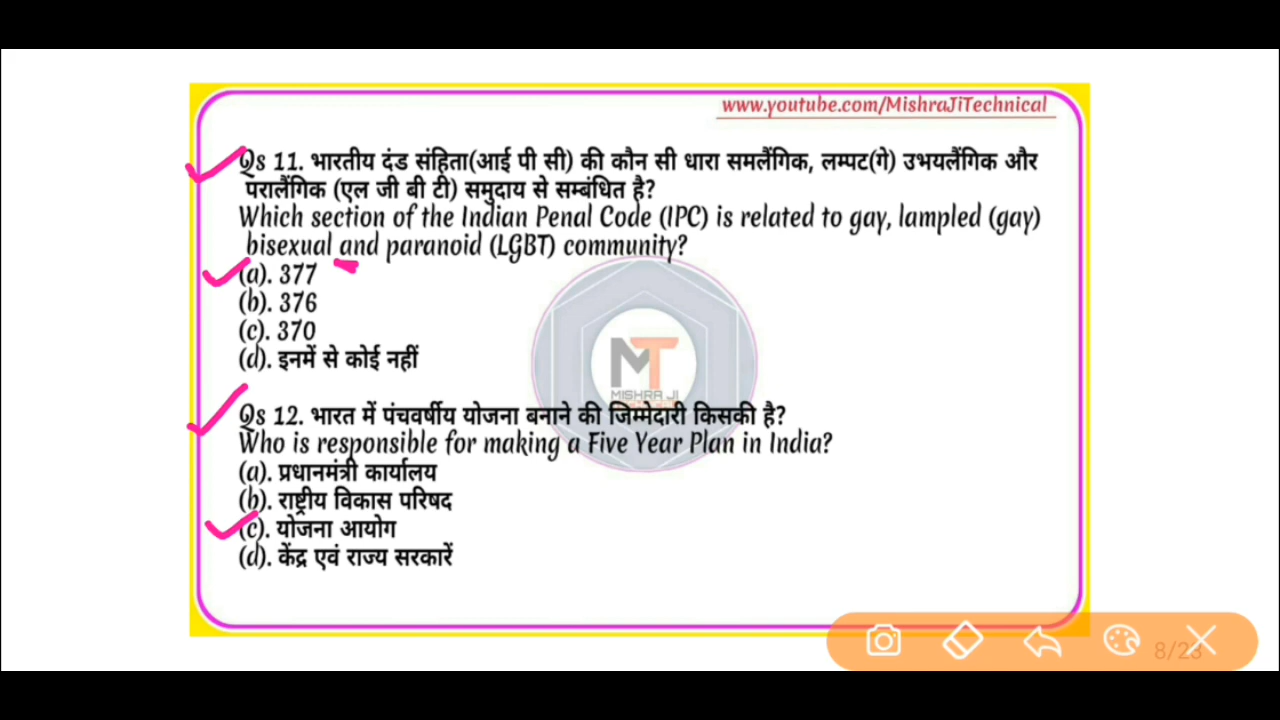 www.youtube.com/MishraJiTechnical
Qs 11. भारतीय दंड संहिता(आई पी सी) की कौन सी धारा समलैंगिक, लम्पट(गे) उभयलैंगिक और
परालैंगिक (एल जी बी टी) समुदाय से सम्बंधित है?
Which section of the Indian Penal Code (IPC) is related to gay, lampled (gay)
bisexual and paranoid (LGBT) community?
(a). 377
(b). 376
(c). 370
(d). इनमें से कोई नहीं
MT
MISHRA JI
Qs 12. भारत में पंचवर्षीय योजना बनाने की जिम्मेदारी किसकी है?
Who is responsible for making a Five Year Plan in India?
(a). प्रधानमंत्री कार्यालय
(b). राष्ट्रीय विकास परिषद
(c). योजना आयोग
(d). केंद्र एवं राज्य सरकारें
8/23